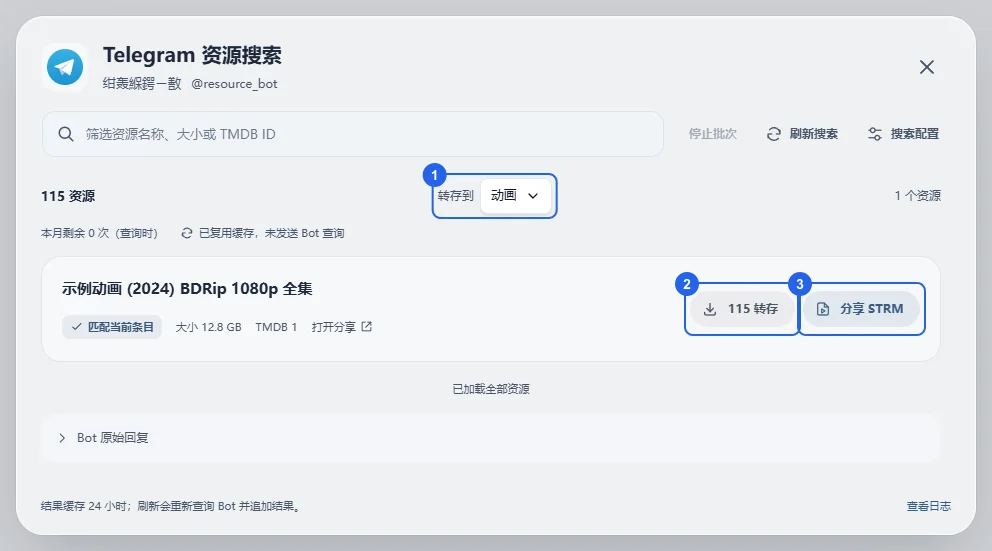 Telegram 资源搜索
@resource_bot
筛选资源名称、大小或 TMDB ID
停止批次
刷新搜索
搜索配置
115 资源
1
转存到
动画
1 个资源
本月剩余 0 次（查询时）
已复用缓存，未发送 Bot 查询
示例动画 (2024) BDRip 1080p 全集
匹配当前条目
大小 12.8 GB
TMDB 1
打开分享
2
115 转存
3
分享 STRM
已加载全部资源
Bot 原始回复
结果缓存 24 小时；刷新会重新查询 Bot 并追加结果。
查看日志